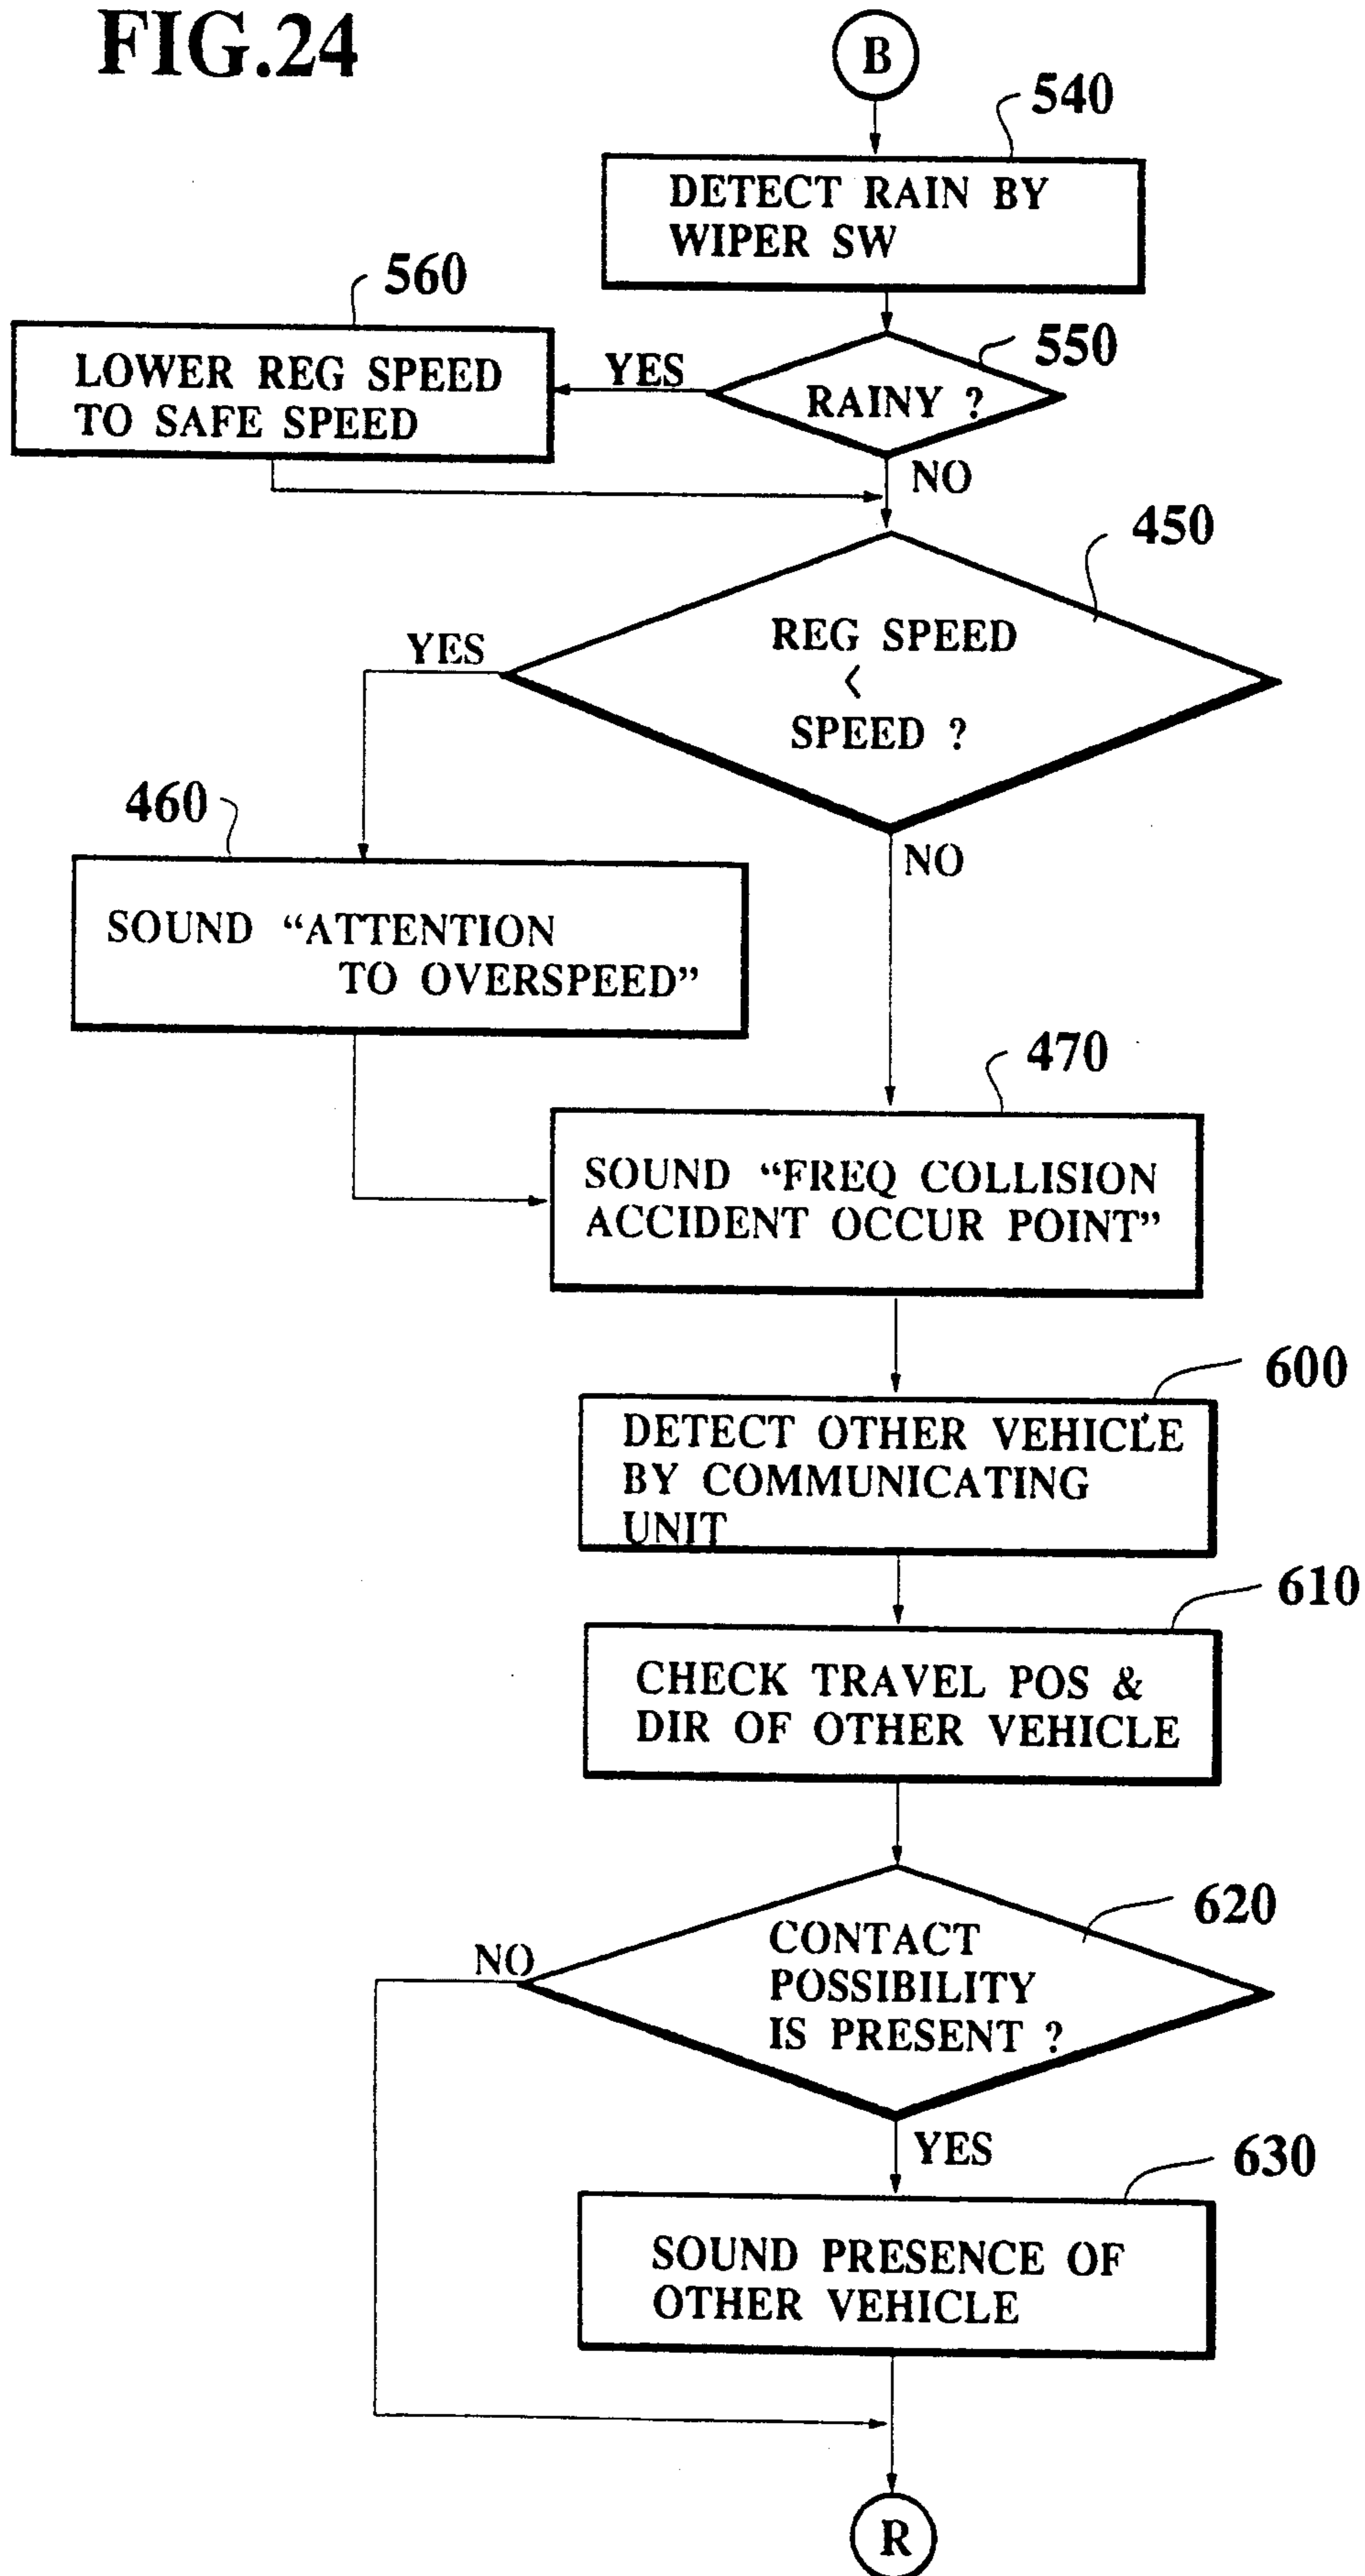 FIG.24
B
540
DETECT RAIN BY
WIPER SW
560
550
LOWER REG SPEED
TO SAFE SPEED
YES
RAINY ?
NO
450
REG SPEED
<
SPEED ?
YES
460
NO
SOUND “ATTENTION
TO OVERSPEED”
470
SOUND “FREQ COLLISION
ACCIDENT OCCUR POINT”
600
DETECT OTHER VEHICLE
BY COMMUNICATING
UNIT
610
CHECK TRAVEL POS &
DIR OF OTHER VEHICLE
620
NO
CONTACT
POSSIBILITY
IS PRESENT ?
YES
630
SOUND PRESENCE OF
OTHER VEHICLE
R